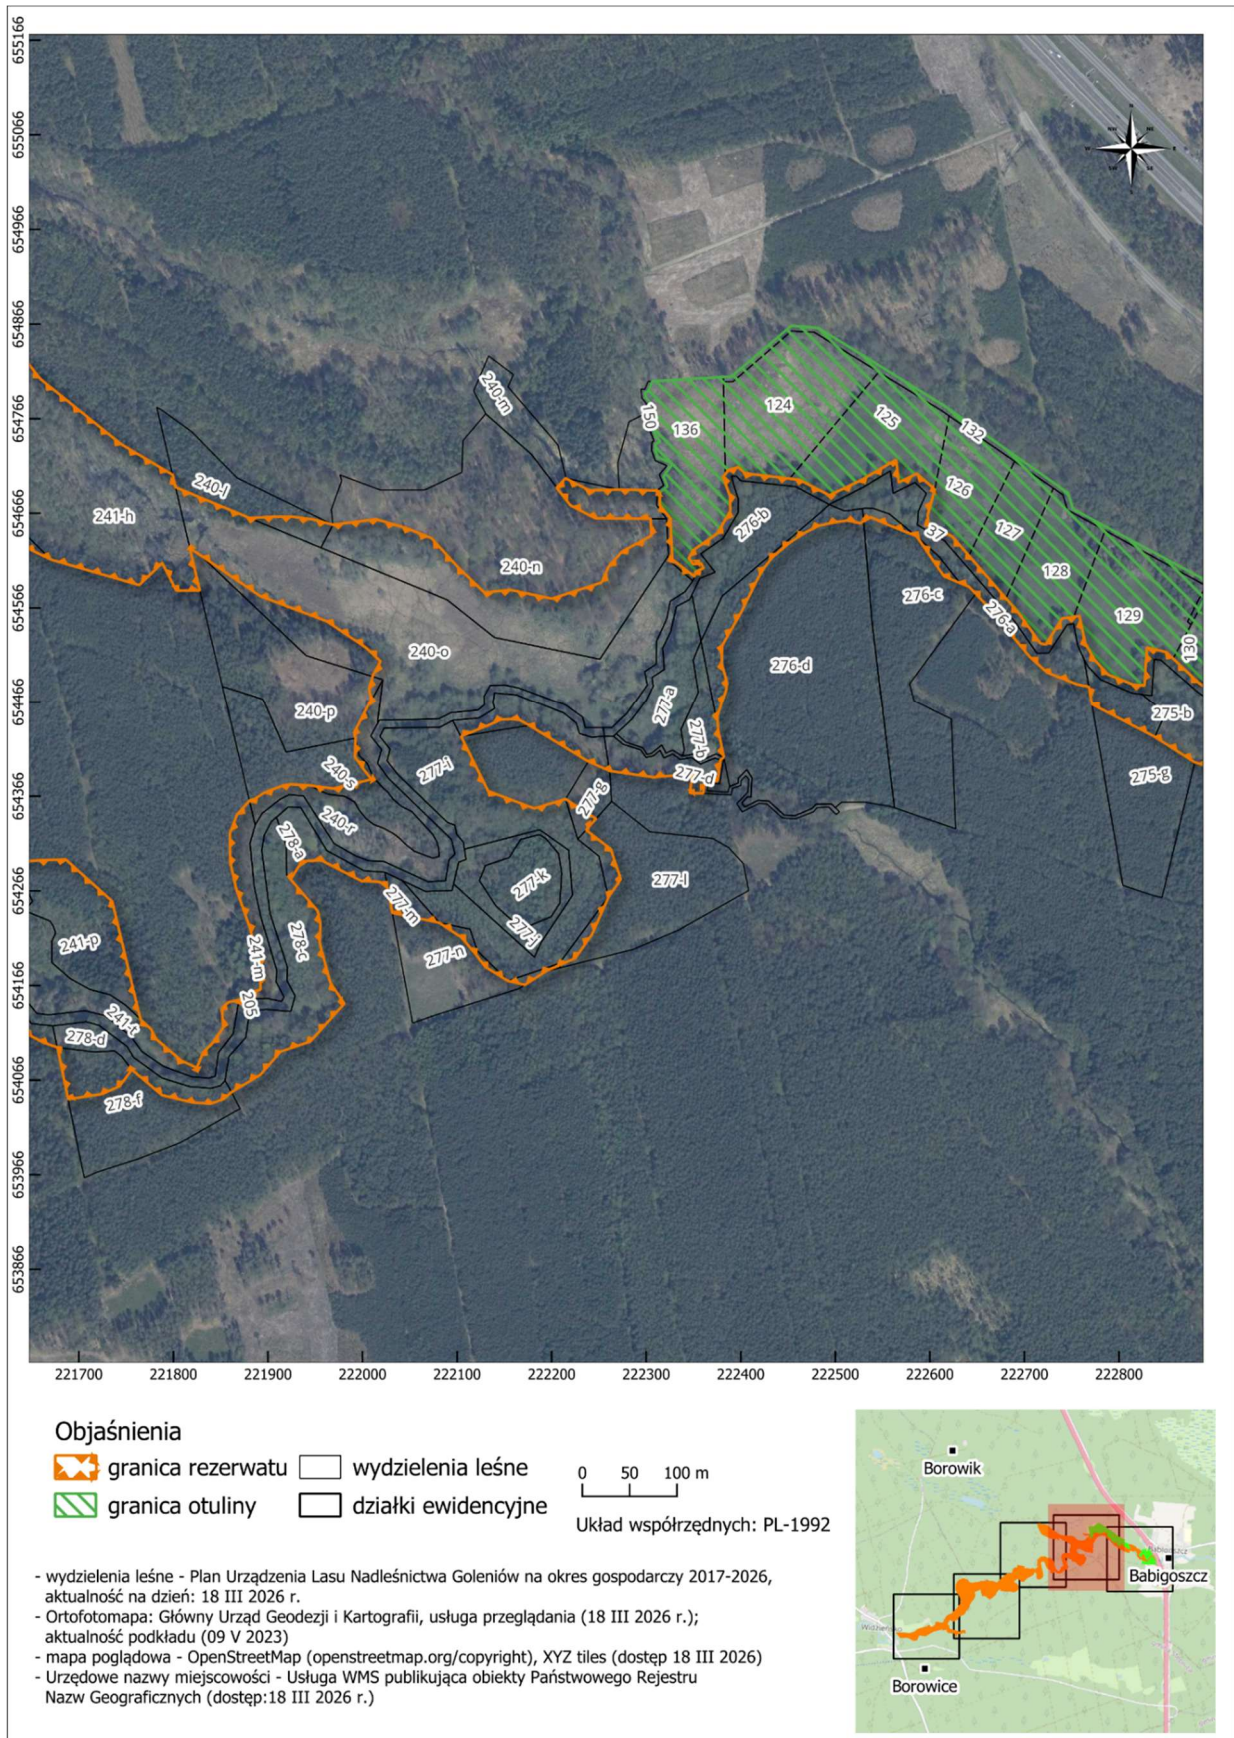 655166
655066
654966
654866
654766
654666
654566
654466
654366
654266
654166
654066
653966
653866
N
NE
E
SE
S
SW
W
NW
240-m
150
136
124
125
132
240-l
241-h
126
276-b
37
127
240-n
128
276-c
276-a
129
130
240-o
276-d
277-a
240-p
275-b
277-b
277-i
240-s
277-d
275-g
277-g
240-r
278-a
277-k
277-l
277-m
277-j
241-p
278-c
241-m
277-n
205
241-t
278-d
278-f
221700 221800 221900 222000 222100 222200 222300 222400 222500 222600 222700 222800
Objaśnienia
granica rezerwatu
wydzielenia leśne
granica otuliny
działki ewidencyjne
0 50 100 m
Układ współrzędnych: PL-1992
- wydzielenia leśne - Plan Urządzenia Lasu Nadleśnictwa Goleniów na okres gospodarczy 2017-2026,
aktualność na dzień: 18 III 2026 r.
- Ortofotomapa: Główny Urząd Geodezji i Kartografii, usługa przeglądania (18 III 2026 r.);
aktualność podkładu (09 V 2023)
- mapa poglądowa - OpenStreetMap (openstreetmap.org/copyright), XYZ tiles (dostęp 18 III 2026)
- Urzędowe nazwy miejscowości - Usługa WMS publikująca obiekty Państwowego Rejestru
Nazw Geograficznych (dostęp:18 III 2026 r.)
Borowik
Babigoszcz
Babigoszcz
Widzieńsko
Borowice